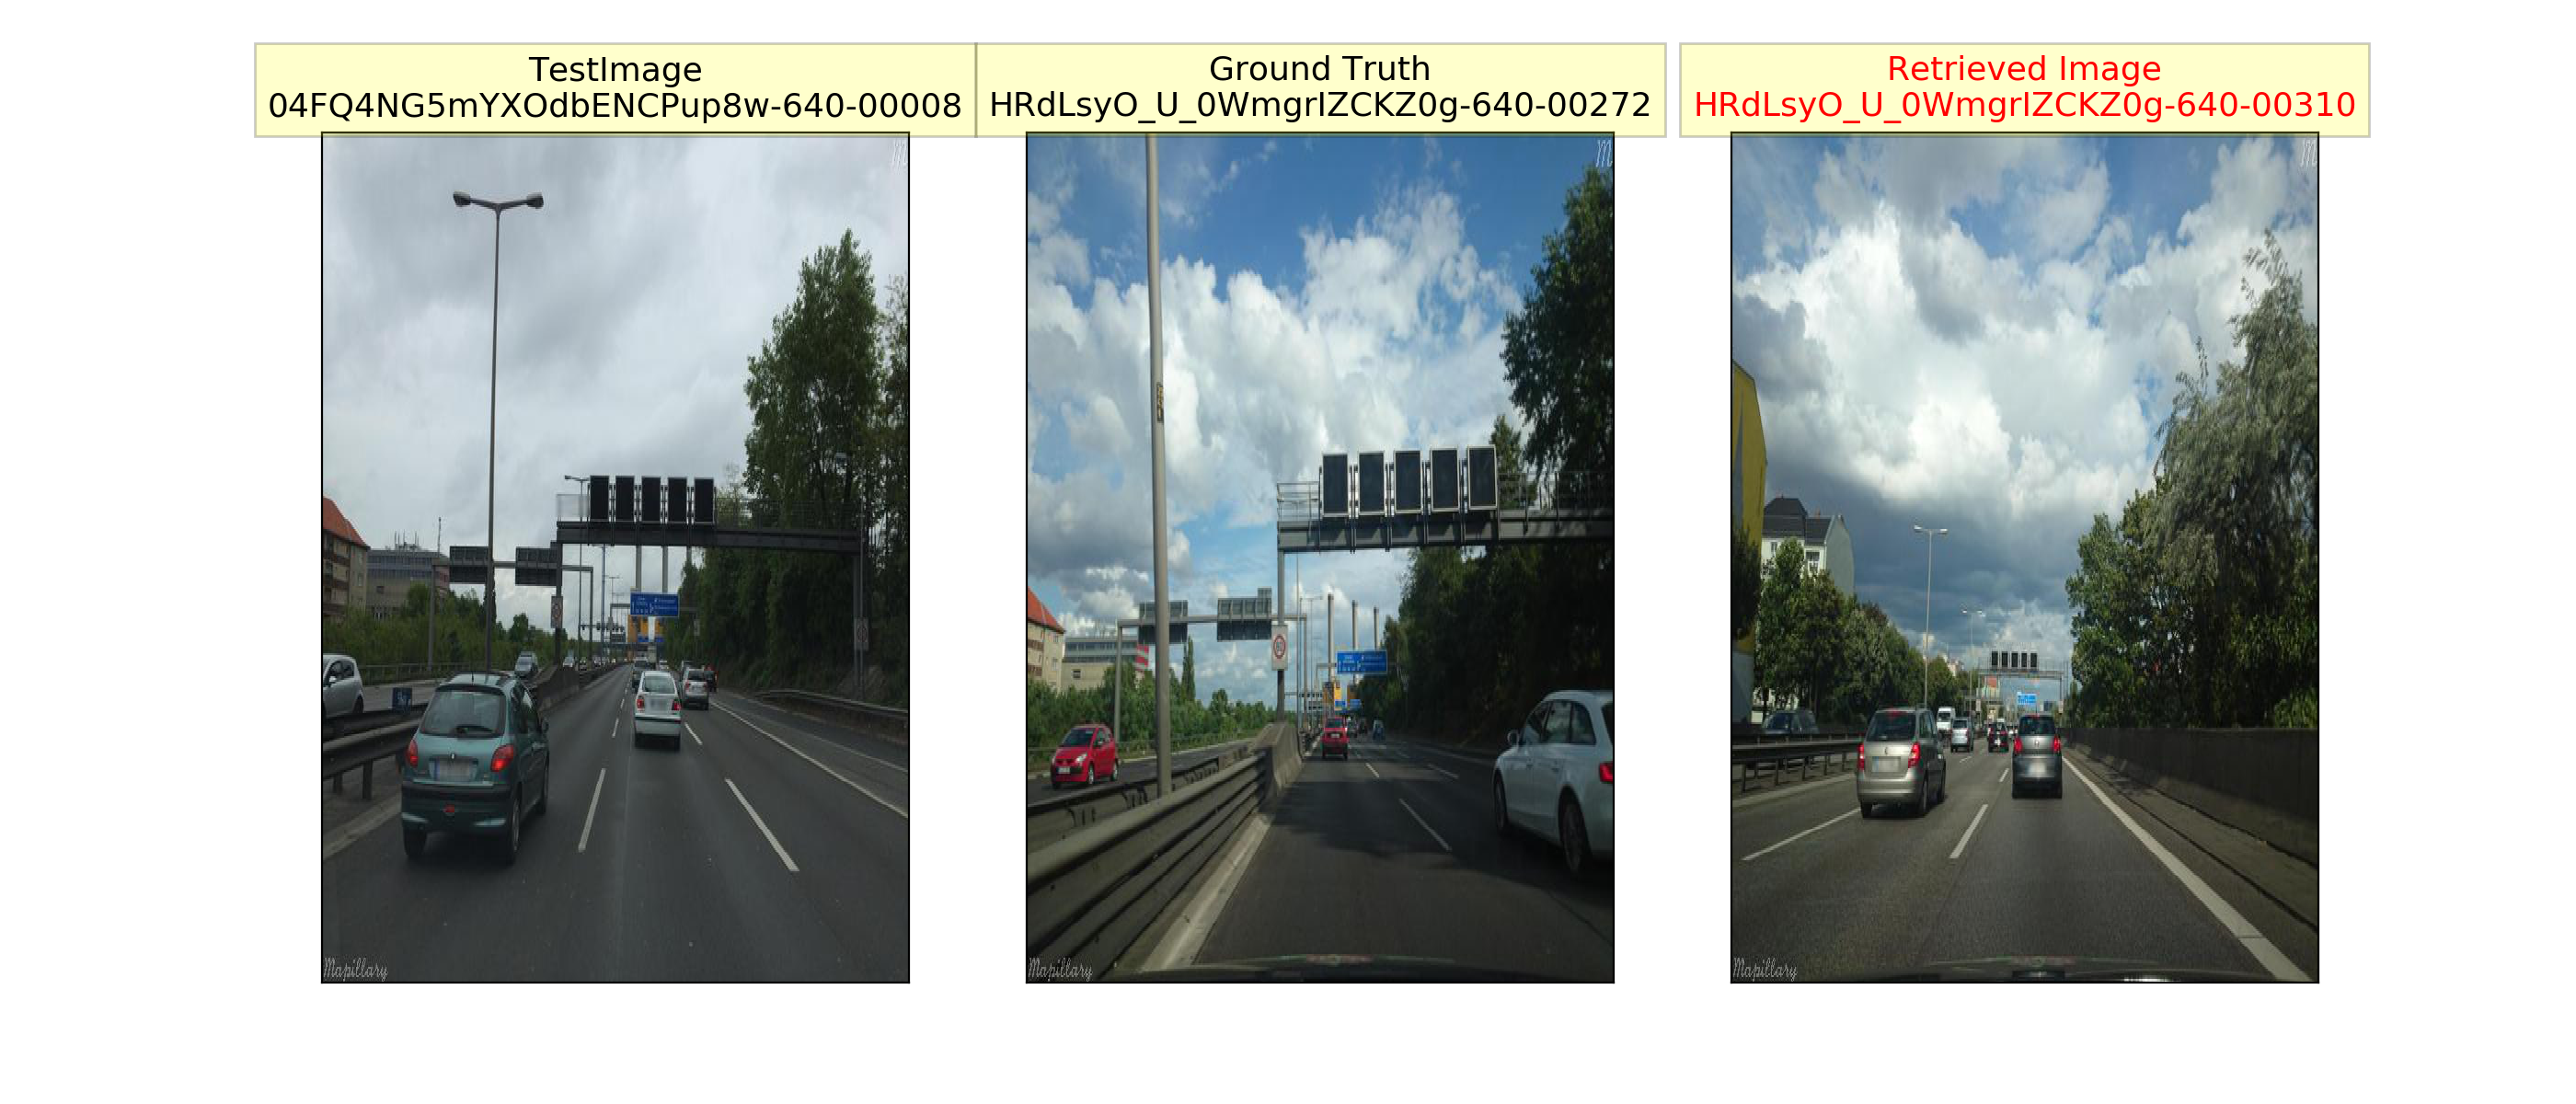 TestImage
04FQ4NG5mYXOdbENCPup8w-640-00008
Ground Truth
HRdLsyO_U_0WmgrIZCKZ0g-640-00272
Retrieved Image
HRdLsyO_U_0WmgrIZCKZ0g-640-00310
M
M
M
Mapillary
Mapillary
Mapillary